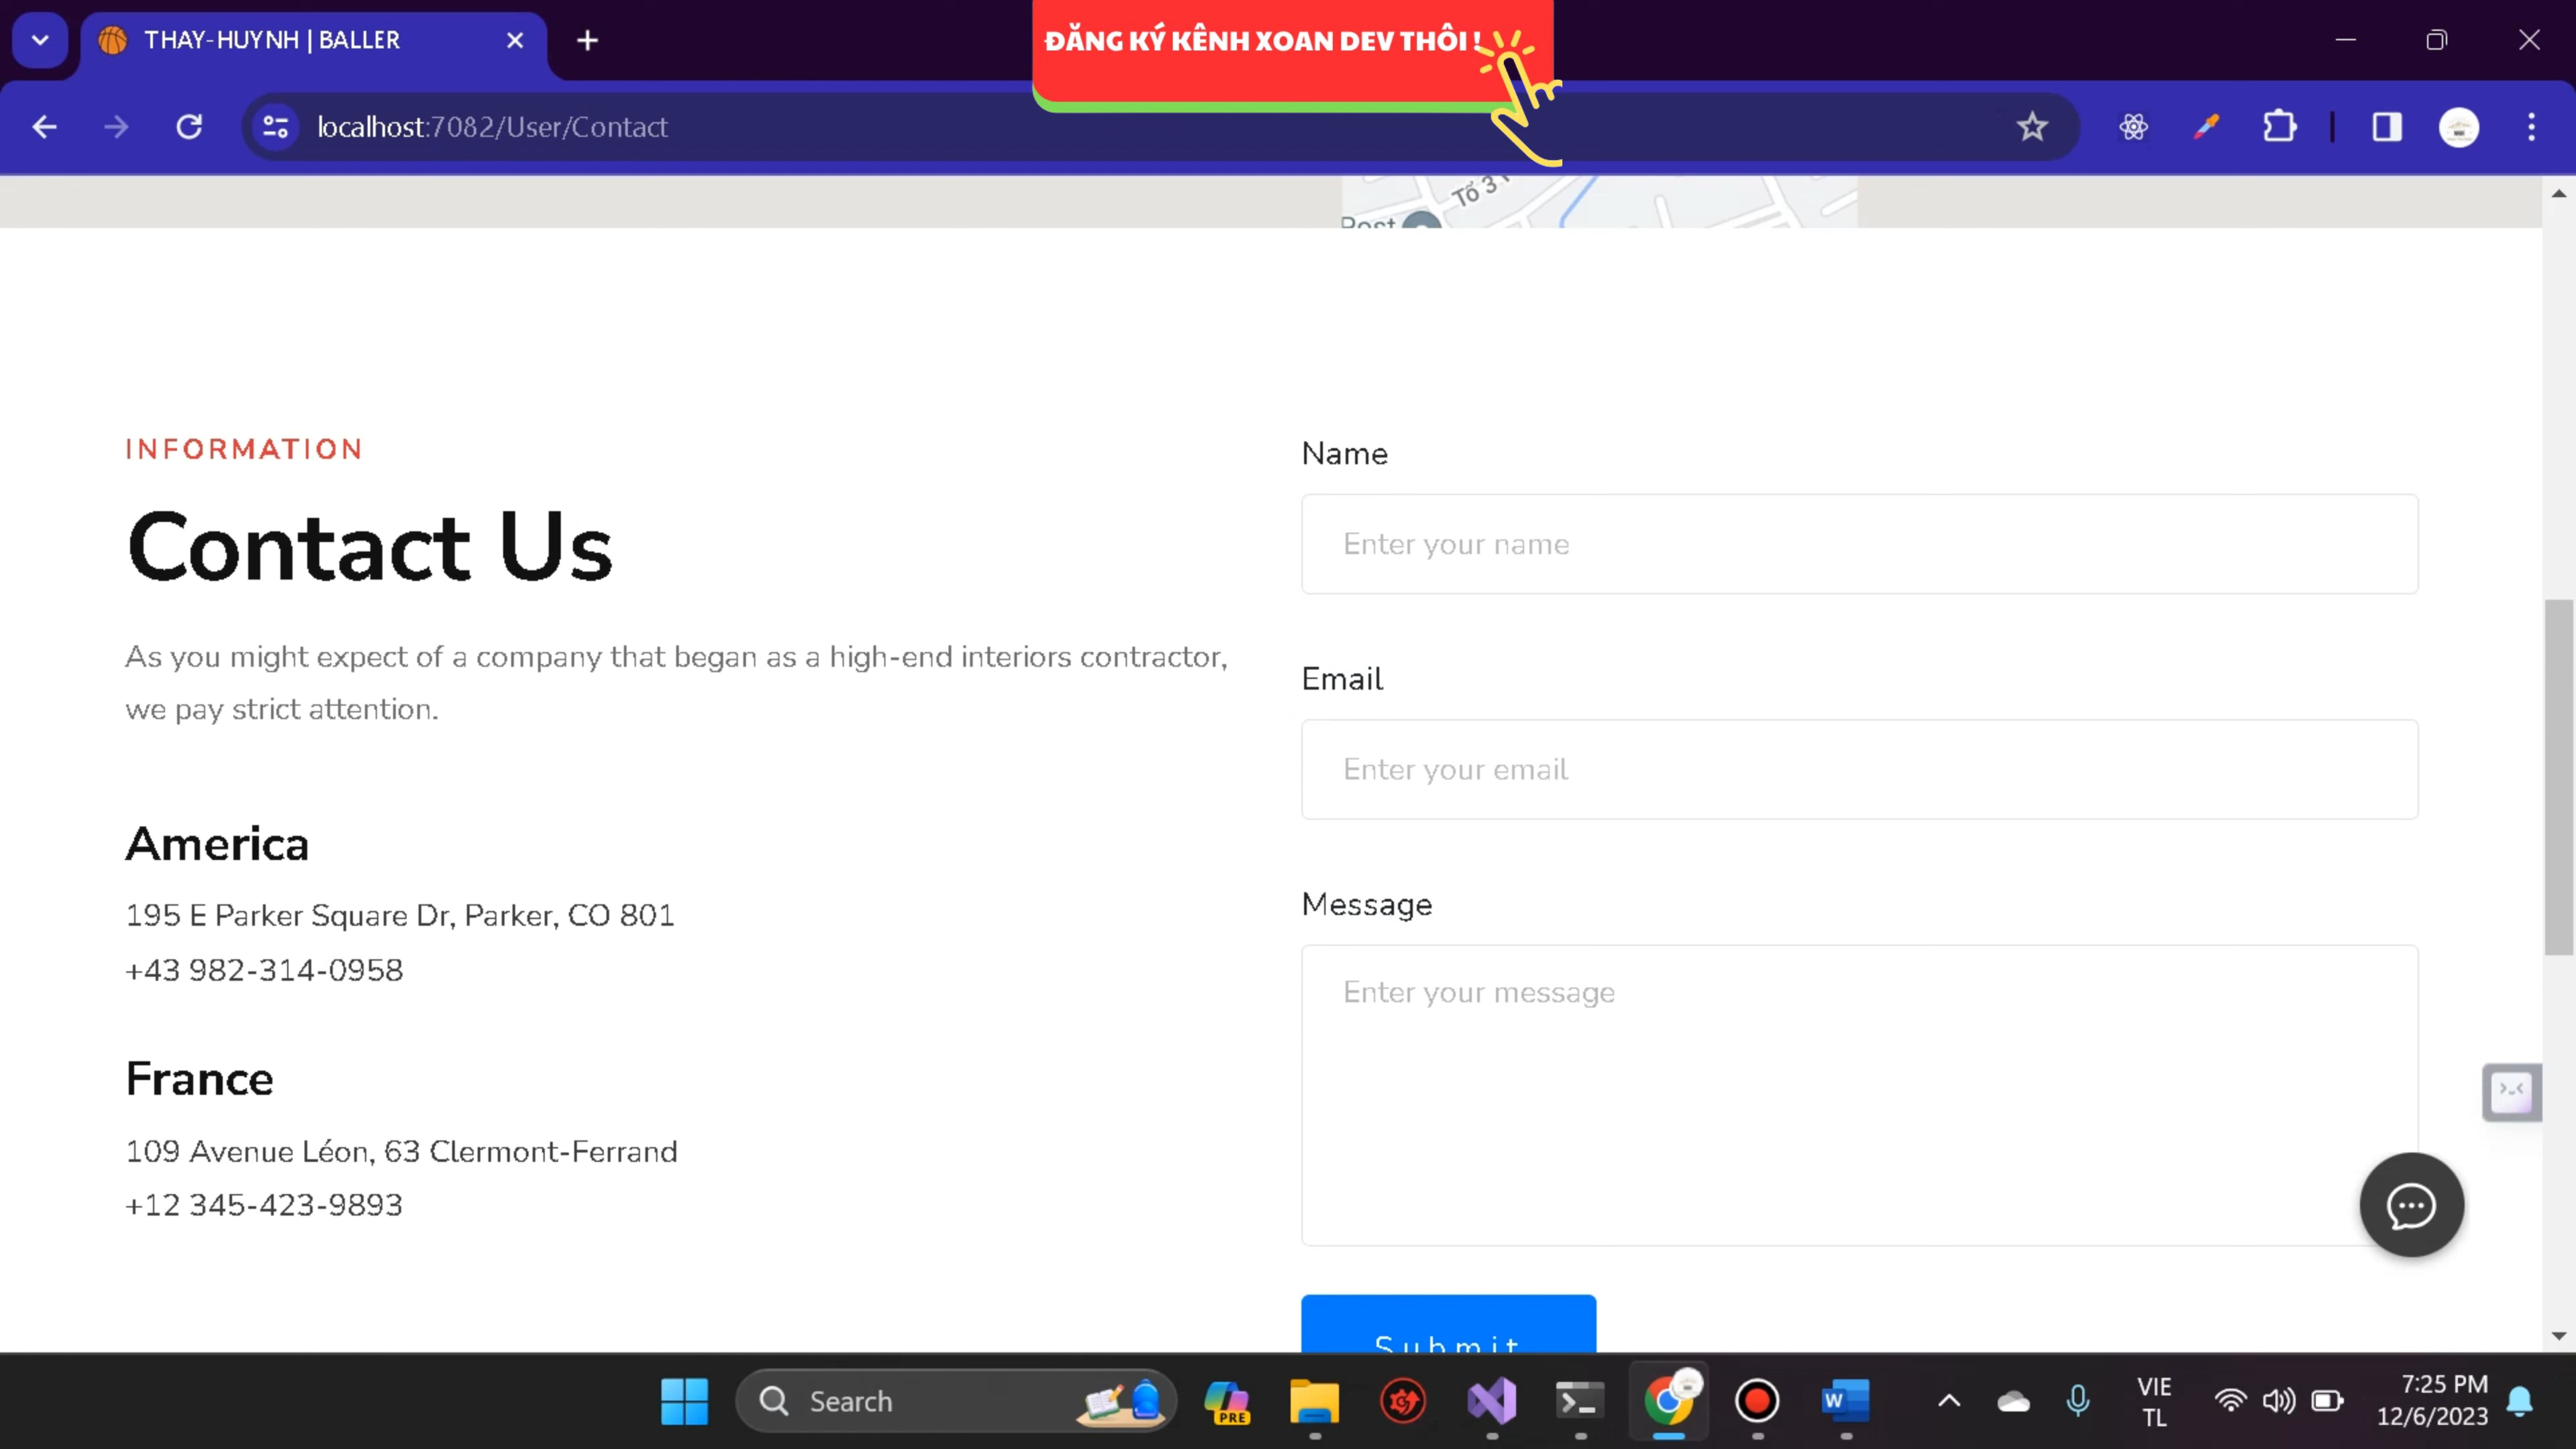 THAY-HUYNH | BALLER
ĐĂNG KÝ KÊNH XOAN DEV THÔI !
localhost:7082/User/Contact
Tổ 3
Post
INFORMATION
Contact Us
As you might expect of a company that began as a high-end interiors contractor,
we pay strict attention.
America
195 E Parker Square Dr, Parker, CO 801
+43 982-314-0958
France
109 Avenue Léon, 63 Clermont-Ferrand
+12 345-423-9893
Name
Enter your name
Email
Enter your email
Message
Enter your message
Submit
Search
PRE
W
VIE
TL
7:25 PM
12/6/2023